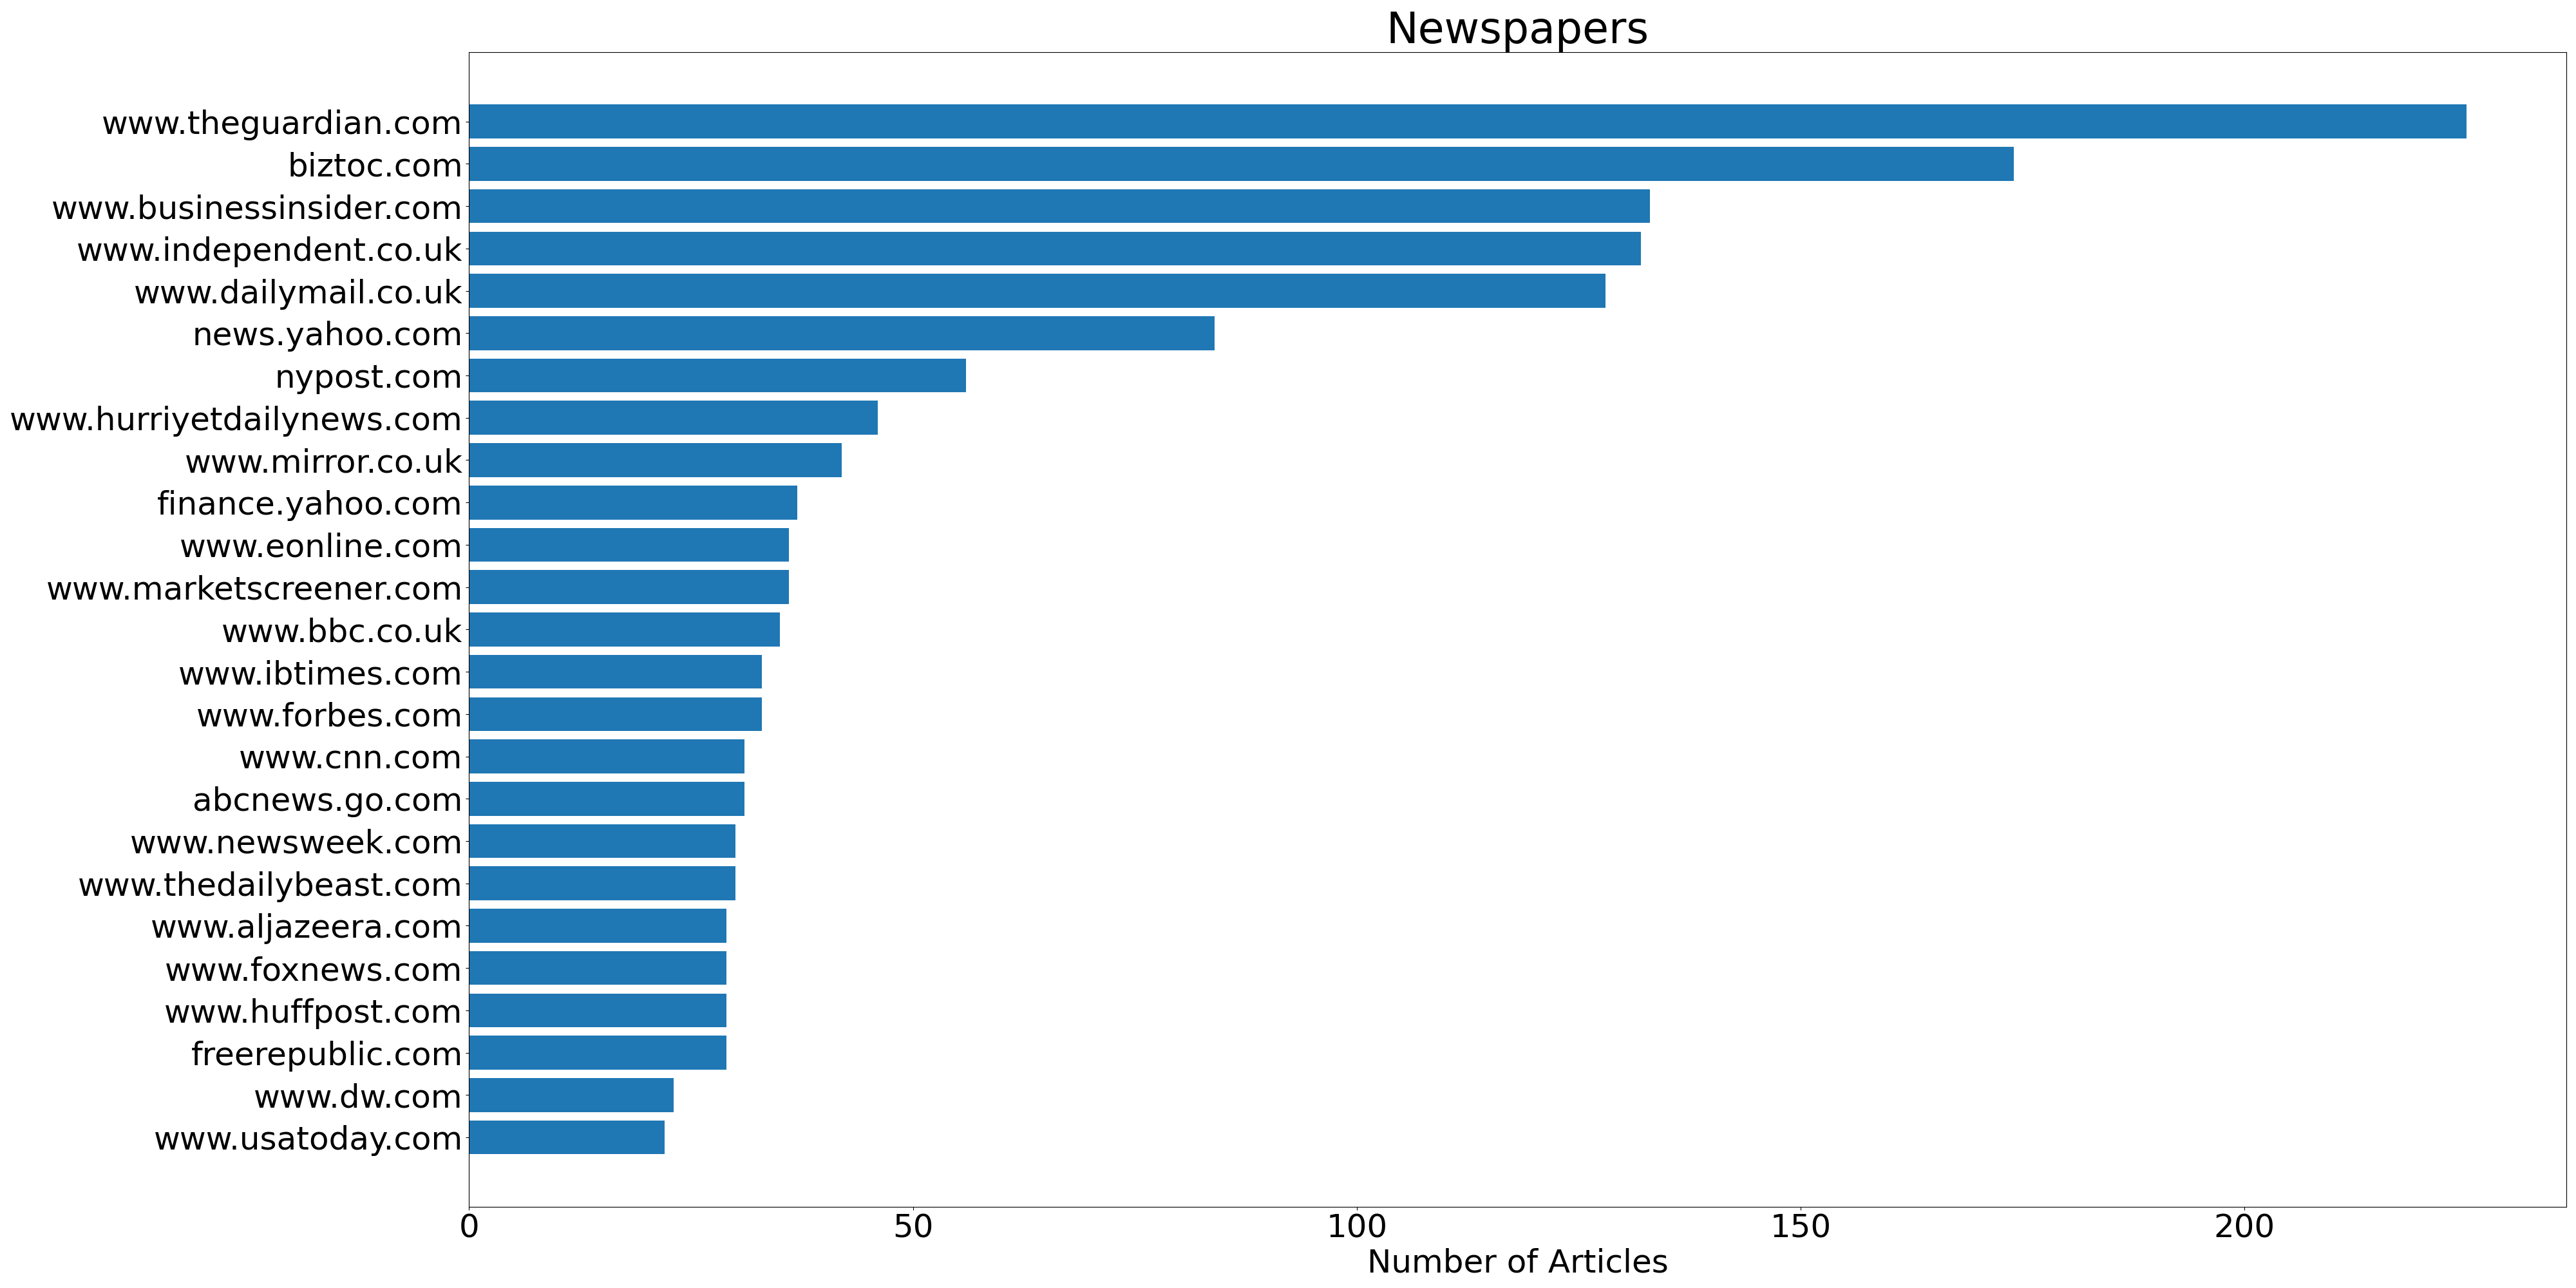 Newspapers
www.theguardian.com
biztoc.com
www.businessinsider.com
www.independent.co.uk
www.dailymail.co.uk
news.yahoo.com
nypost.com
www.hurriyetdailynews.com
www.mirror.co.uk
finance.yahoo.com
www.eonline.com
www.marketscreener.com
www.bbc.co.uk
www.ibtimes.com
www.forbes.com
www.cnn.com
abcnews.go.com
www.newsweek.com
www.thedailybeast.com
www.aljazeera.com
www.foxnews.com
www.huffpost.com
freerepublic.com
www.dw.com
www.usatoday.com
0 50 100 150 200
Number of Articles